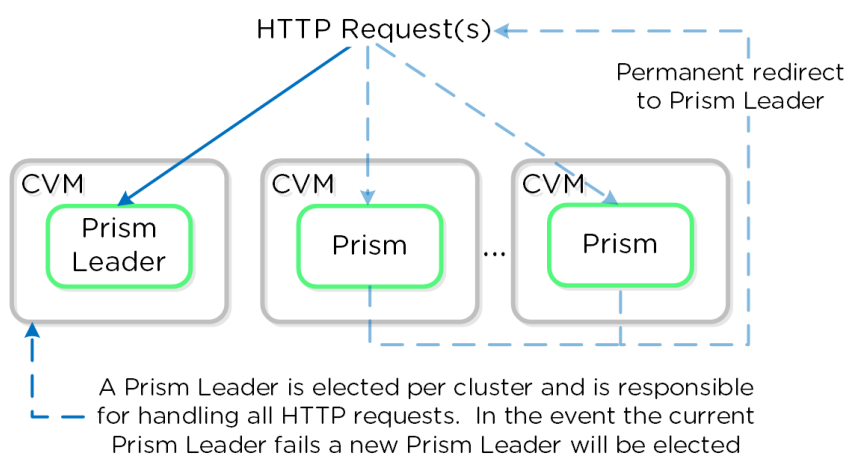 HTTP Request(s)
Permanent redirect
to Prism Leader
CVM
Prism
Leader
CVM
Prism
...
CVM
Prism
A Prism Leader is elected per cluster and is responsible
for handling all HTTP requests.  In the event the current
Prism Leader fails a new Prism Leader will be elected